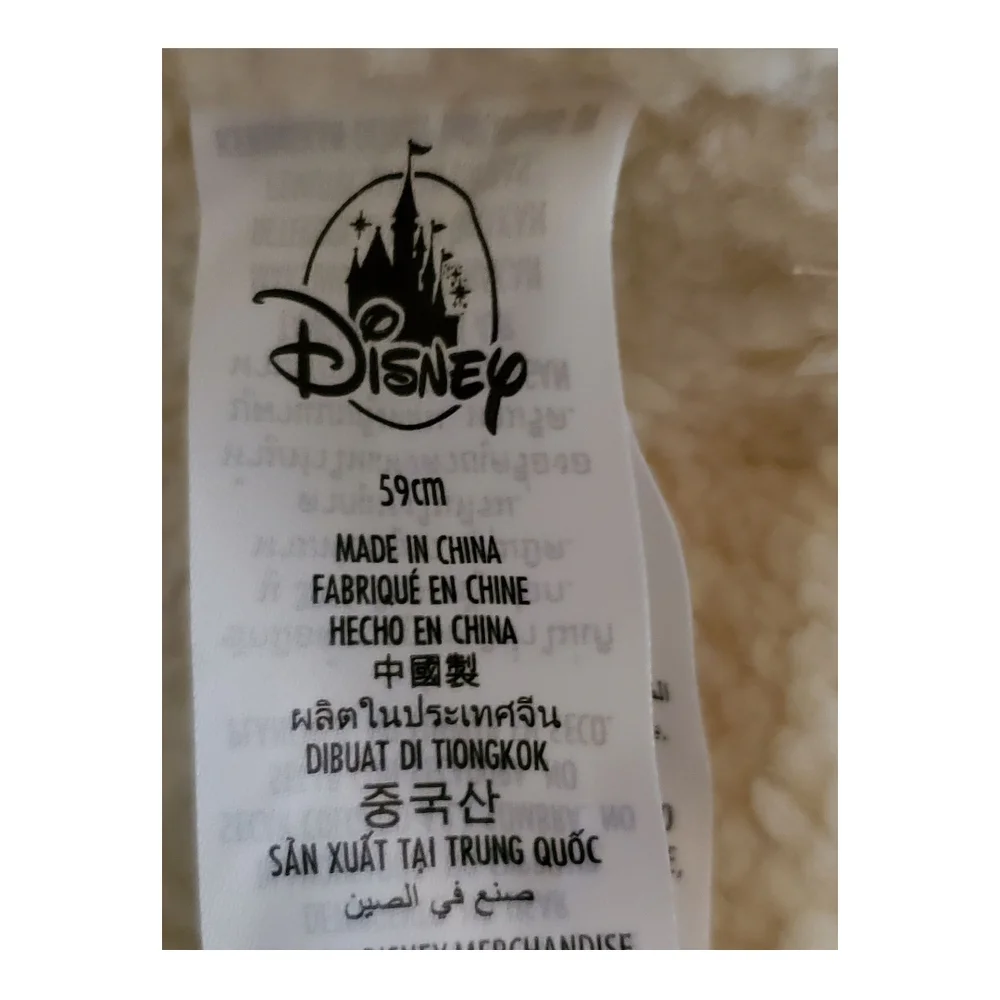 Disney
59cm
MADE IN CHINA
FABRIQUÉ EN CHINE
HECHO EN CHINA
中國製
ผลิตในประเทศจีน
DIBUAT DI TIONGKOK
중국산
SẢN XUẤT TẠI TRUNG QUỐC
صنع في الصين
DISNEY MERCHANDISE